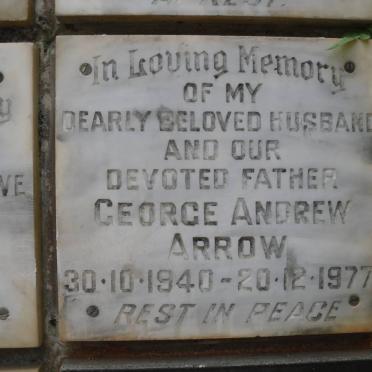 In Loving Memory
OF MY
DEARLY BELOVED HUSBAND
AND OUR
DEVOTED FATHER
GEORGE ANDREW
ARROW
30·10·1940-20·12·1977
REST IN PEACE